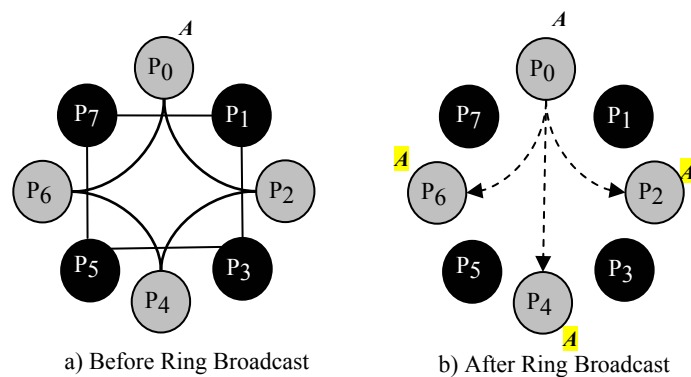 A
P0
P7
P1
P6
P2
P5
P3
P4
a) Before Ring Broadcast
A
P0
P7
P1
A
A
P6
P2
P5
P3
P4
A
b) After Ring Broadcast